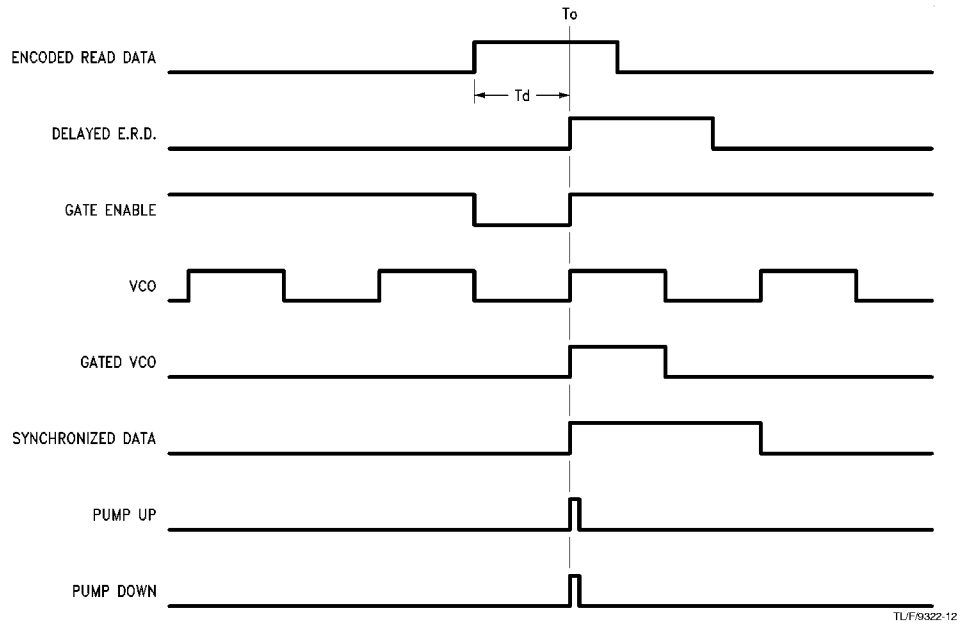 To
ENCODED READ DATA
Td
DELAYED E.R.D.
GATE ENABLE
VCO
GATED VCO
SYNCHRONIZED DATA
PUMP UP
PUMP DOWN
TL/F/9322-12